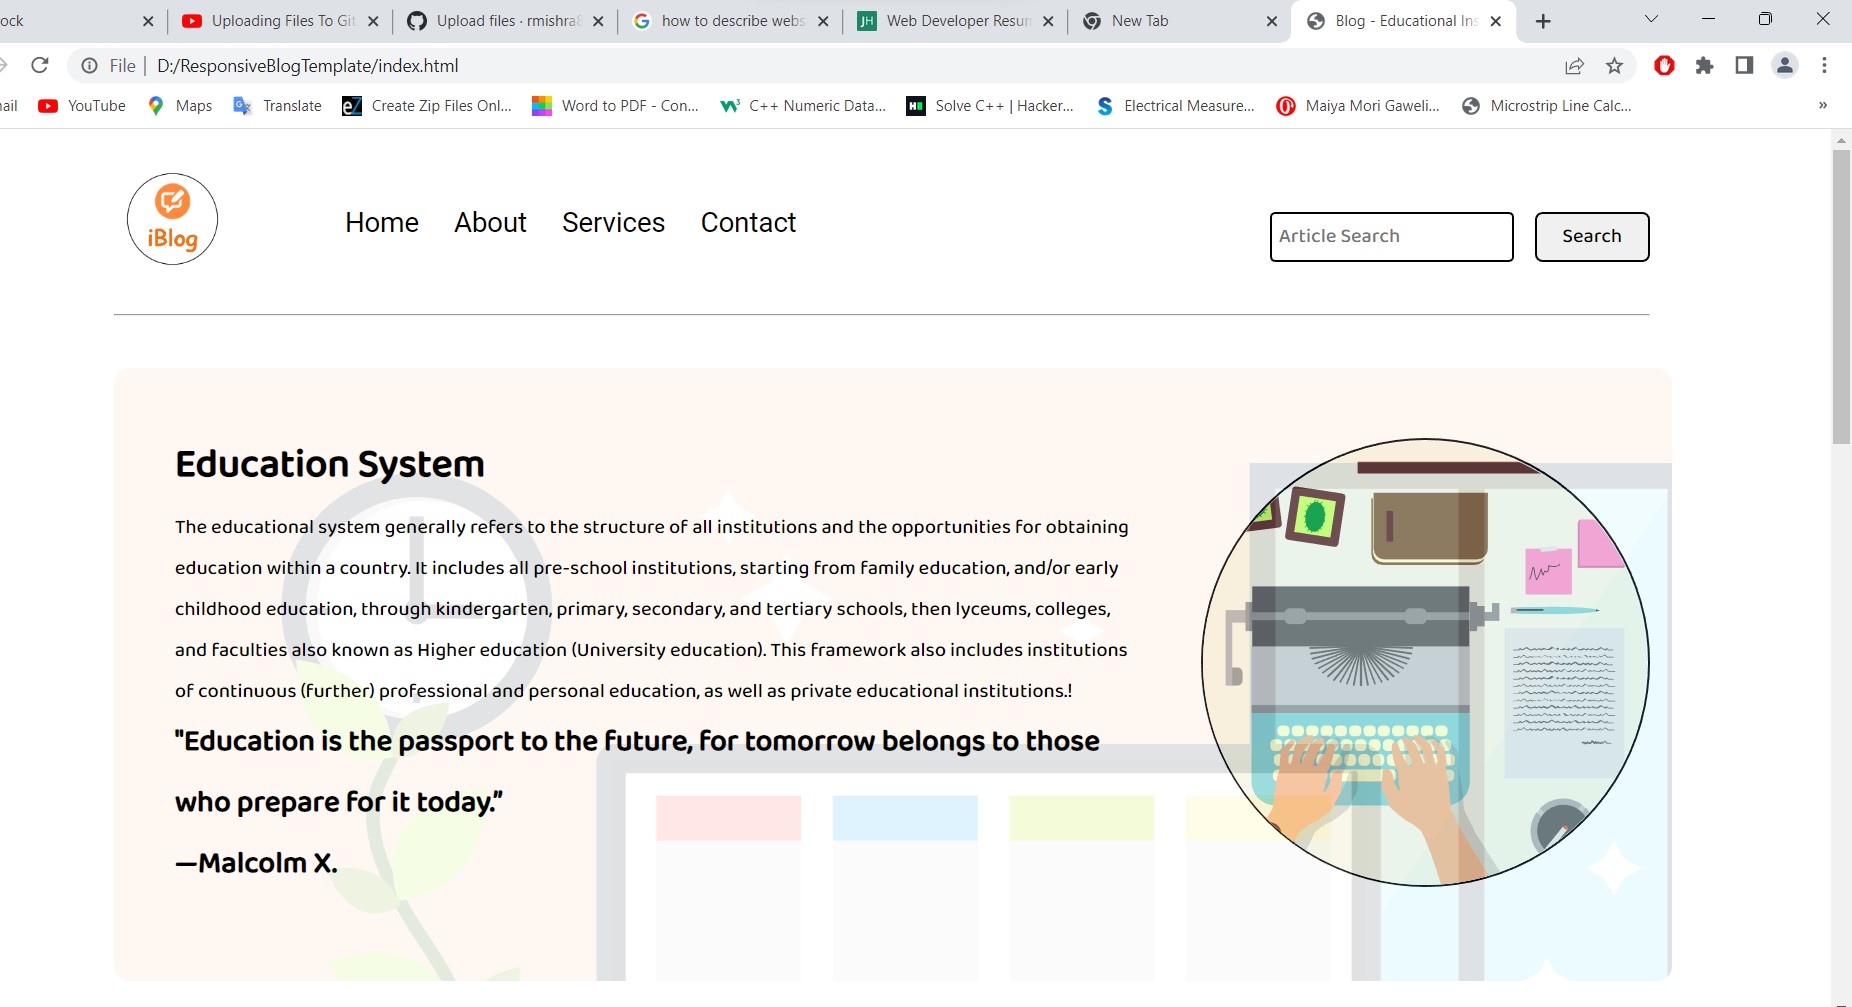 ock
Uploading Files To Git
Upload files · rmishra8
how to describe webs
JH
Web Developer Resum
New Tab
Blog - Educational Ins
File
D:/ResponsiveBlogTemplate/index.html
ail
YouTube
Maps
Translate
Create Zip Files Onl...
Word to PDF - Con...
C++ Numeric Data...
Solve C++ | Hacker...
Electrical Measure...
Maiya Mori Gaweli...
Microstrip Line Calc...
»
iBlog
Home
About
Services
Contact
Article Search
Search
Education System
The educational system generally refers to the structure of all institutions and the opportunities for obtaining
education within a country. It includes all pre-school institutions, starting from family education, and/or early
childhood education, through kindergarten, primary, secondary, and tertiary schools, then lyceums, colleges,
and faculties also known as Higher education (University education). This framework also includes institutions
of continuous (further) professional and personal education, as well as private educational institutions.!
"Education is the passport to the future, for tomorrow belongs to those
who prepare for it today.”
—Malcolm X.